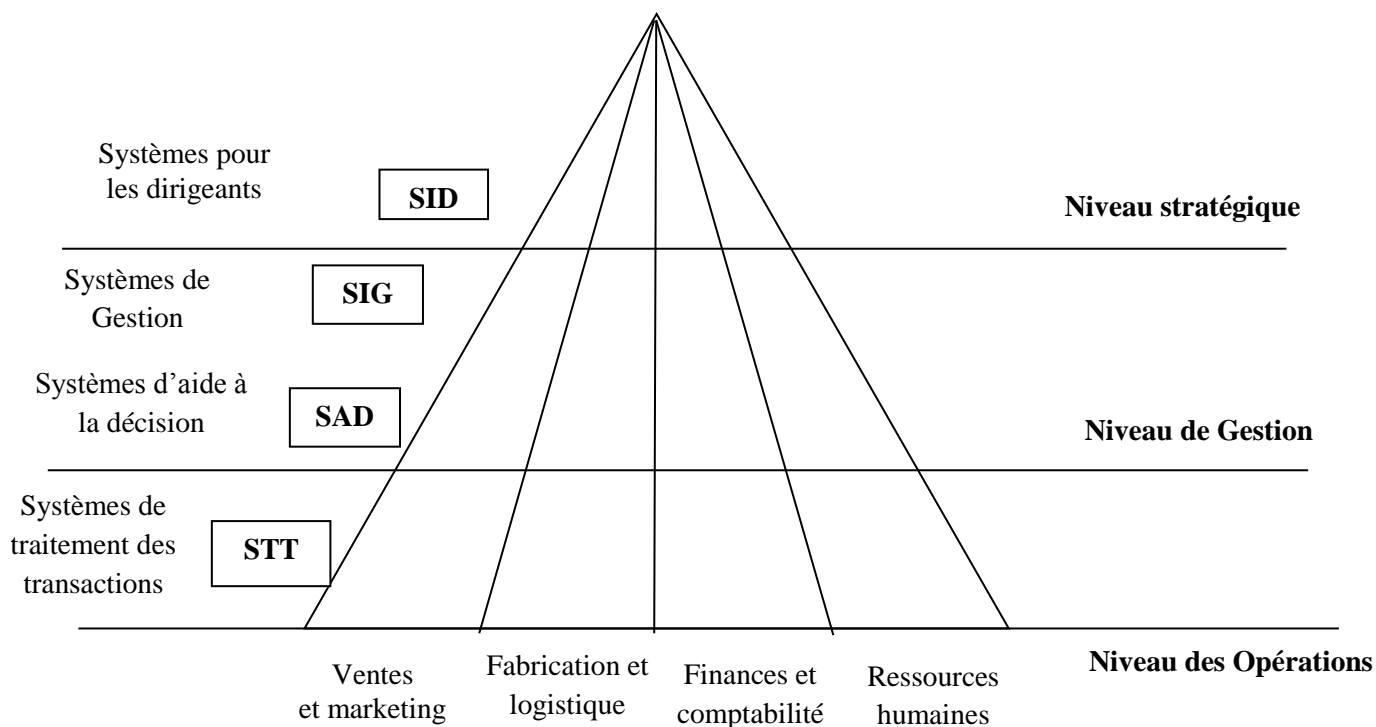 Systèmes pour
les dirigeants
SID
Niveau stratégique
Systèmes de
Gestion
SIG
Systèmes d’aide à
la décision
SAD
Niveau de Gestion
Systèmes de
traitement des
transactions
STT
Niveau des Opérations
Ventes
et marketing
Fabrication et
logistique
Finances et
comptabilité
Ressources
humaines